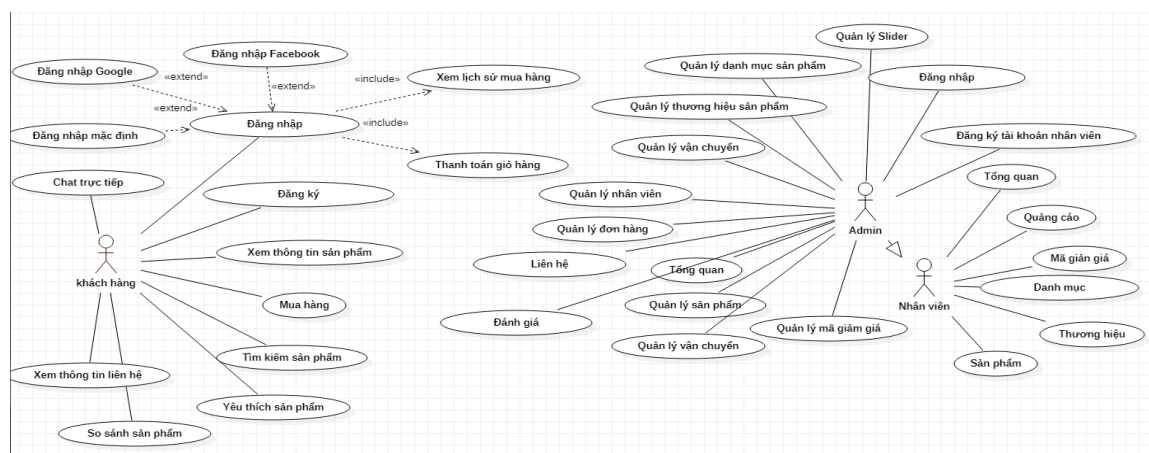 Quản lý Slider
Đăng nhập Facebook
Đăng nhập Google
«extend»
«extend»
«include»
Xem lịch sử mua hàng
Quản lý danh mục sản phẩm
Đăng nhập
«extend»
Quản lý thương hiệu sản phẩm
Đăng nhập mặc định
Đăng nhập
«include»
Đăng ký tài khoản nhân viên
Quản lý vận chuyển
Thanh toán giỏ hàng
Tổng quan
Chat trực tiếp
Đăng ký
Quản lý nhân viên
Quảng cáo
Quản lý đơn hàng
Admin
Xem thông tin sản phẩm
Mã giản giá
Liên hệ
Tổng quan
khách hàng
Danh mục
Mua hàng
Quản lý sản phẩm
Nhân viên
Đánh giá
Quản lý mã giảm giá
Thương hiệu
Quản lý vận chuyển
Tìm kiếm sản phẩm
Sản phẩm
Xem thông tin liên hệ
Yêu thích sản phẩm
So sánh sản phẩm